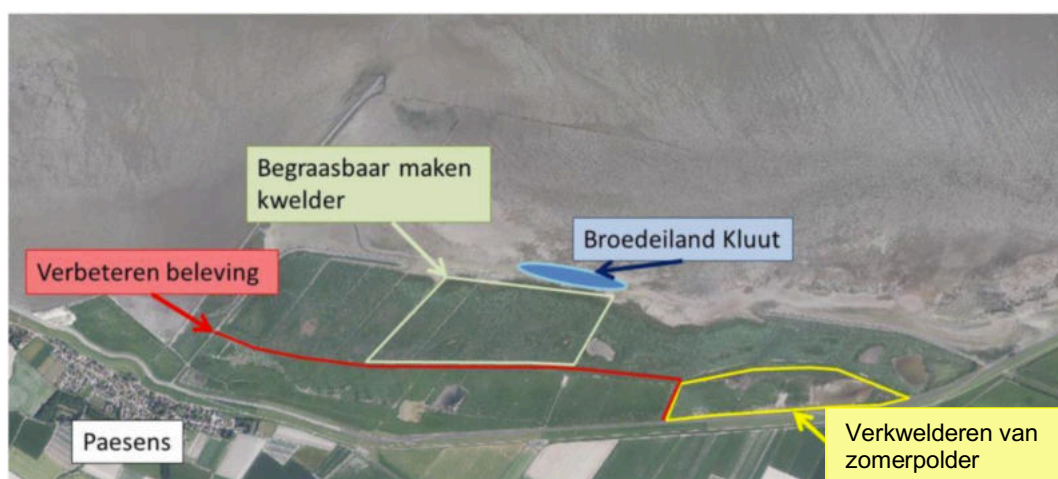 Begraasbaar maken
kwelder
Broedeiland Kluut
Verbeteren beleving
Paesens
Verkwelderen van
zomerpolder